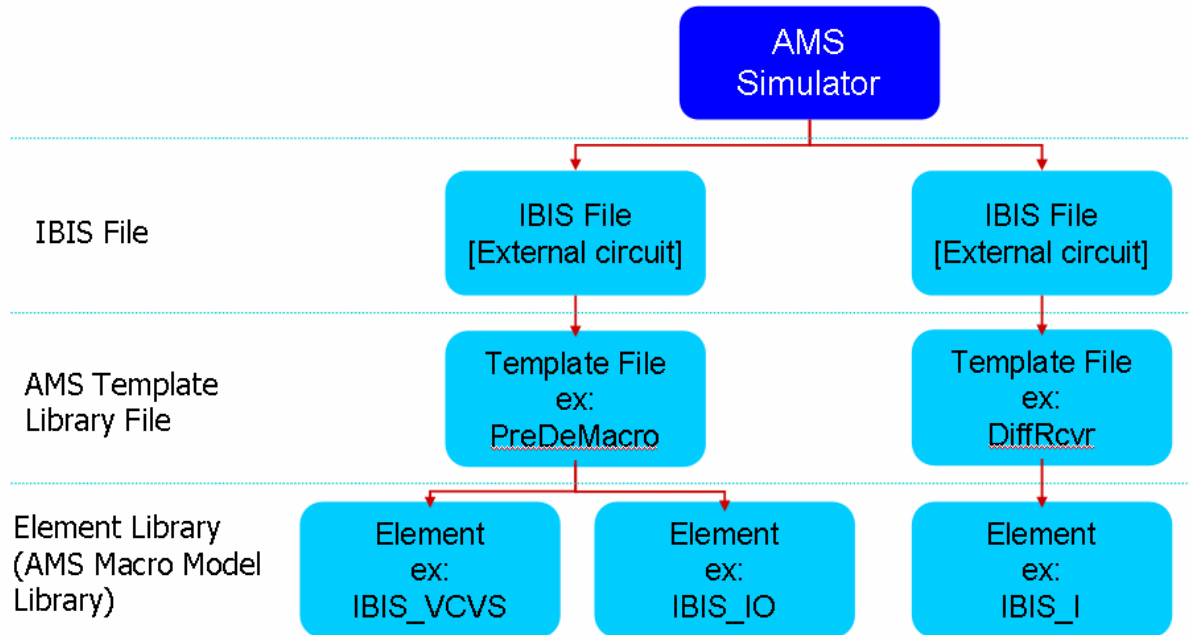 AMS
Simulator
IBIS File
IBIS File
[External circuit]
IBIS File
[External circuit]
AMS Template
Library File
Template File
ex:
PreDeMacro
Template File
ex:
DiffRcvr
Element Library
(AMS Macro Model
Library)
Element
ex:
IBIS_VCVS
Element
ex:
IBIS_IO
Element
ex:
IBIS_I